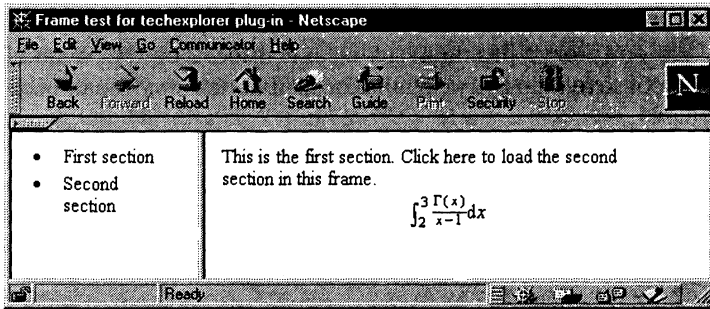 Frame test for techexplorer plug-in - Netscape
File Edit View Go Communicator Help
Back Forward Reload Home Search Guide Print Security Stop
N
• First section
• Second
section
This is the first section. Click here to load the second
section in this frame.
∫₂³ Γ(x)/(x−1) dx
Ready